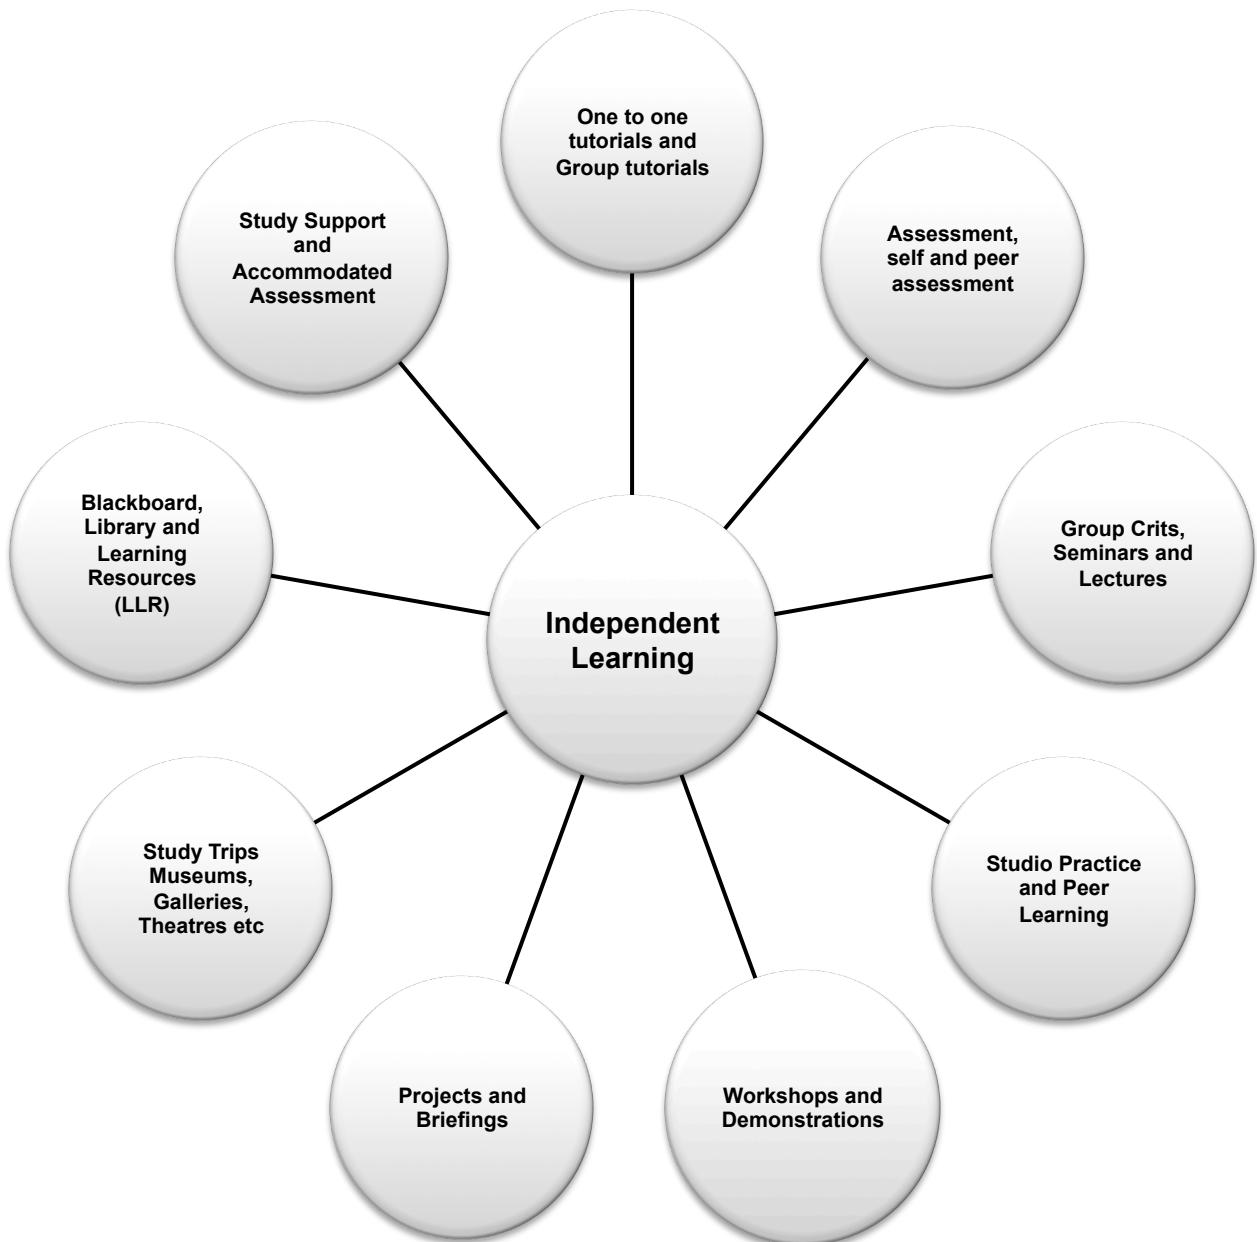 One to one
tutorials and
Group tutorials
Assessment,
self and peer
assessment
Group Crits,
Seminars and
Lectures
Studio Practice
and Peer
Learning
Workshops and
Demonstrations
Projects and
Briefings
Study Trips
Museums,
Galleries,
Theatres etc
Blackboard,
Library and
Learning
Resources
(LLR)
Study Support
and
Accommodated
Assessment
Independent
Learning